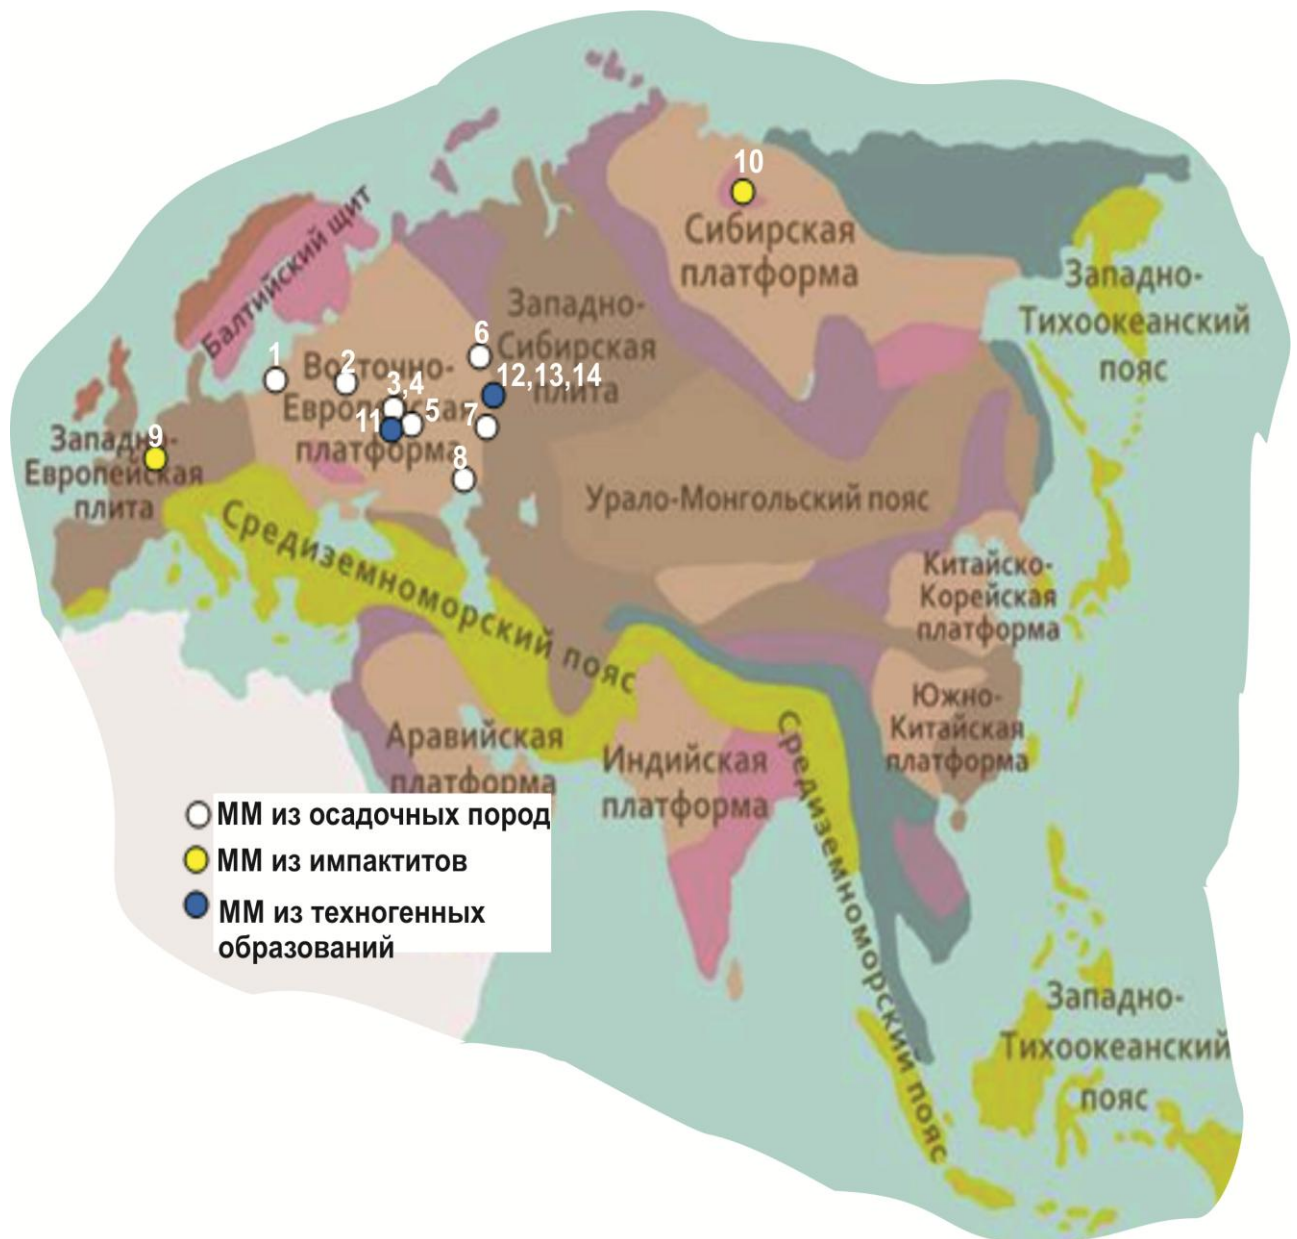 10
Сибирская
платформа
Балтийский щит
Западно-
Тихоокеанский
пояс
Западно-
Сибирская
плита
6
12,13,14
1
2
Восточно-
Европейская
платформа
3,4
5
11
7
8
9
Западно-
Европейская
плита
Урало-Монгольский пояс
Средиземноморский пояс
Китайско-
Корейская
платформа
Южно-
Китайская
платформа
Аравийская
платформа
Индийская
платформа
Средиземноморский пояс
ММ из осадочных пород
ММ из импактитов
ММ из техногенных
образований
Западно-
Тихоокеанский
пояс